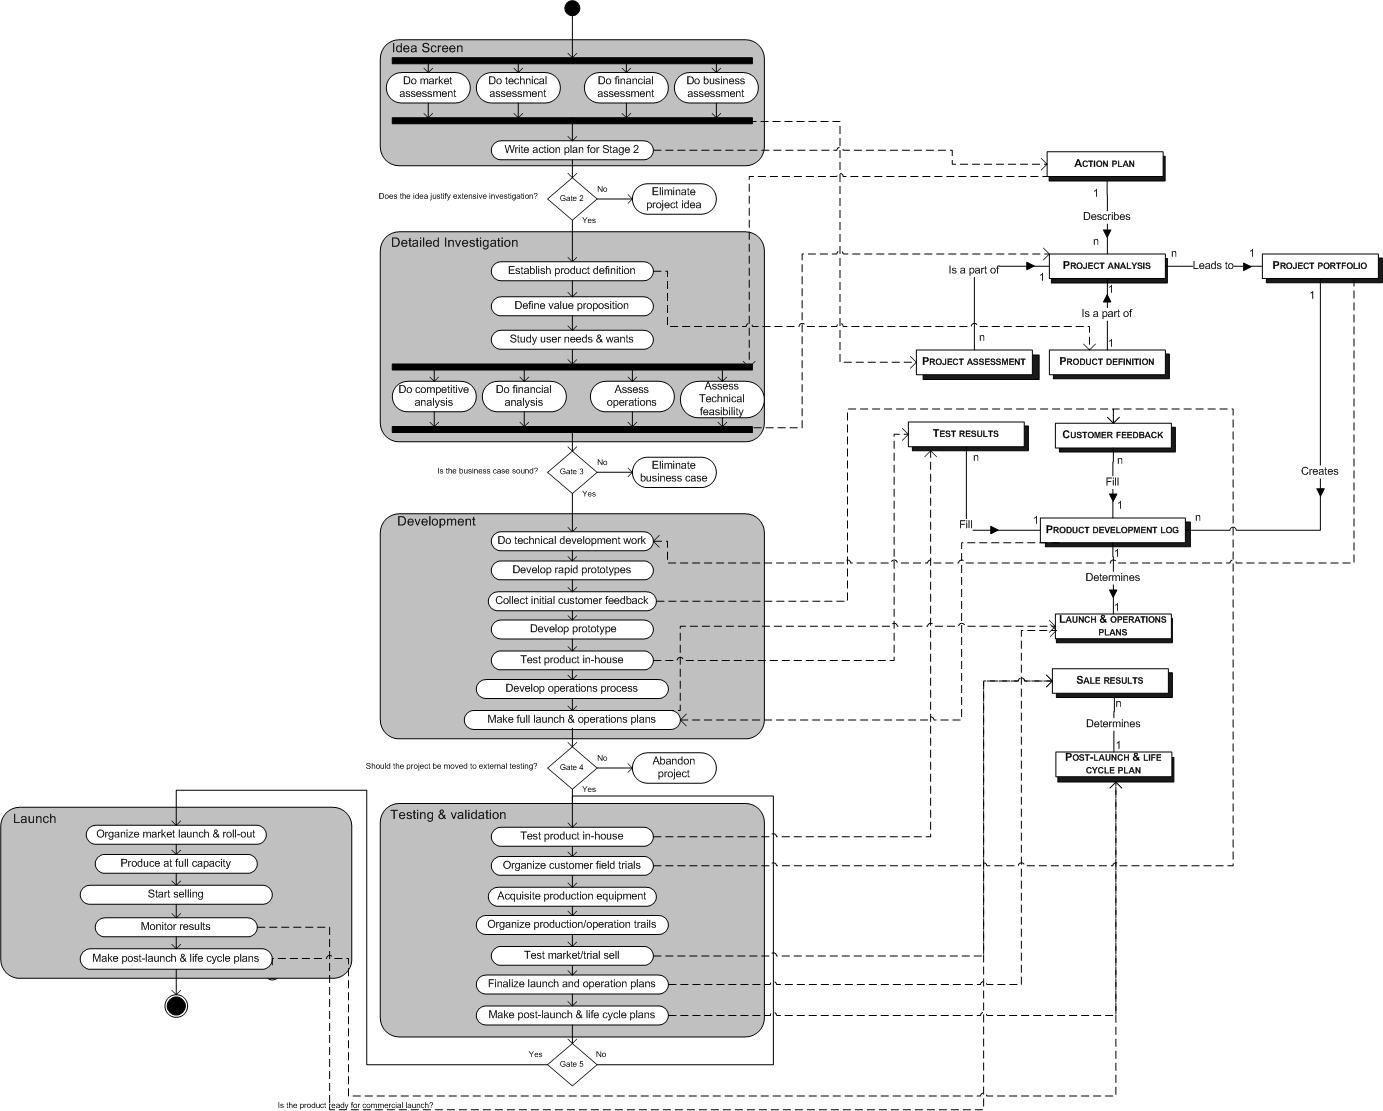 Idea Screen
Do market
assessment
Do technical
assessment
Do financial
assessment
Do business
assessment
Write action plan for Stage 2
Does the idea justify extensive investigation?
Gate 2
No
Eliminate
project idea
Yes
Detailed Investigation
Establish product definition
Define value proposition
Study user needs & wants
Do competitive
analysis
Do financial
analysis
Assess
operations
Assess
Technical
feasibility
Is the business case sound?
Gate 3
No
Eliminate
business case
Yes
Development
Do technical development work
Develop rapid prototypes
Collect initial customer feedback
Develop prototype
Test product in-house
Develop operations process
Make full launch & operations plans
Should the project be moved to external testing?
Gate 4
No
Abandon
project
Yes
Testing & validation
Test product in-house
Organize customer field trials
Acquisite production equipment
Organize production/operation trails
Test market/trial sell
Finalize launch and operation plans
Make post-launch & life cycle plans
Yes
Gate 5
No
Is the product ready for commercial launch?
Launch
Organize market launch & roll-out
Produce at full capacity
Start selling
Monitor results
Make post-launch & life cycle plans
ACTION PLAN
1
Describes
n
PROJECT ANALYSIS
n
Leads to
1
PROJECT PORTFOLIO
1
Is a part of
1
n
1
Is a part of
1
PROJECT ASSESSMENT
PRODUCT DEFINITION
TEST RESULTS
n
CUSTOMER FEEDBACK
n
Fill
1
Creates
Fill
1
PRODUCT DEVELOPMENT LOG
n
1
Determines
1
LAUNCH & OPERATIONS
PLANS
SALE RESULTS
n
Determines
1
POST-LAUNCH & LIFE
CYCLE PLAN